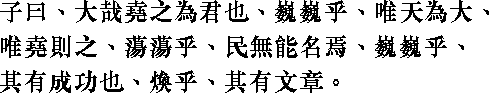 子曰、大哉堯之為君也、巍巍乎、唯天為大、
唯堯則之、蕩蕩乎、民無能名焉、巍巍乎、
其有成功也、煥乎、其有文章。